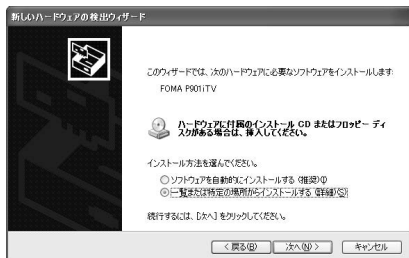 新しいハードウェアの検出ウィザード
このウィザードでは、次のハードウェアに必要なソフトウェアをインストールします:
FOMA P901iTV
ハードウェアに付属のインストール CD またはフロッピー ディ
スクがある場合は、挿入してください。
インストール方法を選んでください。
ソフトウェアを自動的にインストールする (推奨)(I)
一覧または特定の場所からインストールする (詳細)(S)
続行するには、[次へ] をクリックしてください。
< 戻る(B) 次へ(N) > キャンセル